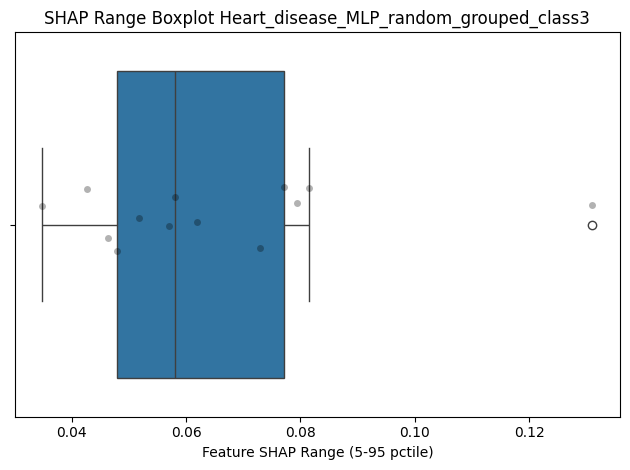 SHAP Range Boxplot Heart_disease_MLP_random_grouped_class3
0.04 0.06 0.08 0.10 0.12
Feature SHAP Range (5-95 pctile)